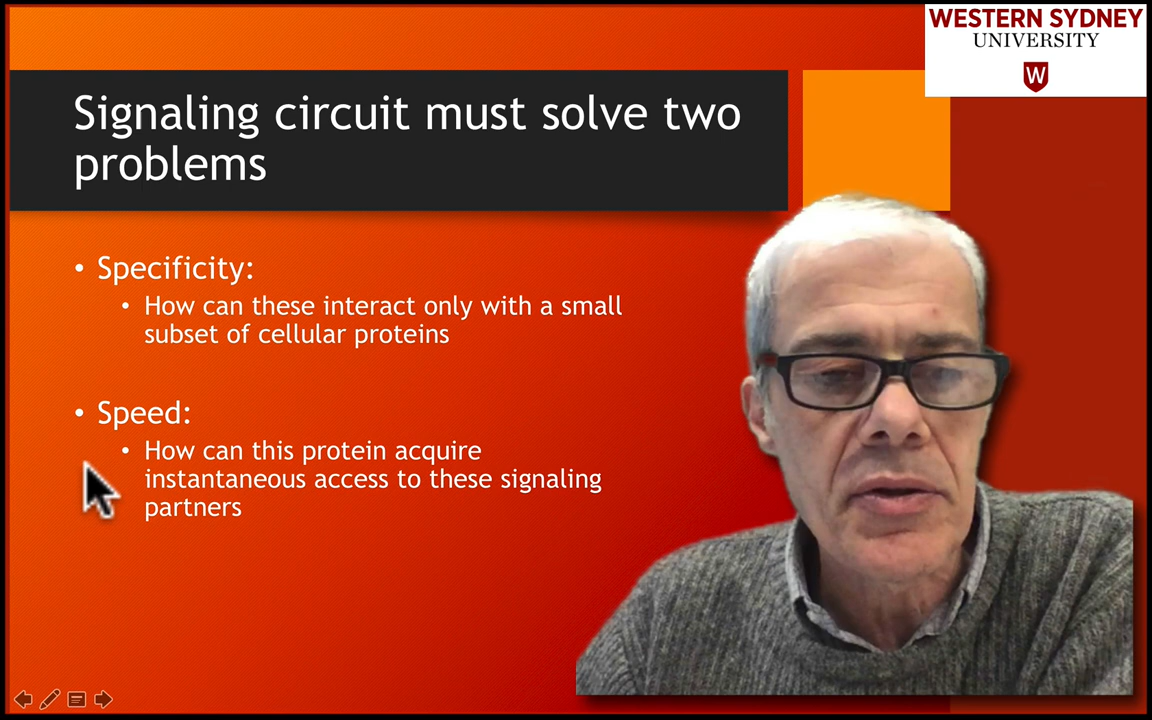 WESTERN SYDNEY
UNIVERSITY
W
Signaling circuit must solve two
problems
• Specificity:
• How can these interact only with a small
subset of cellular proteins
• Speed:
• How can this protein acquire
instantaneous access to these signaling
partners